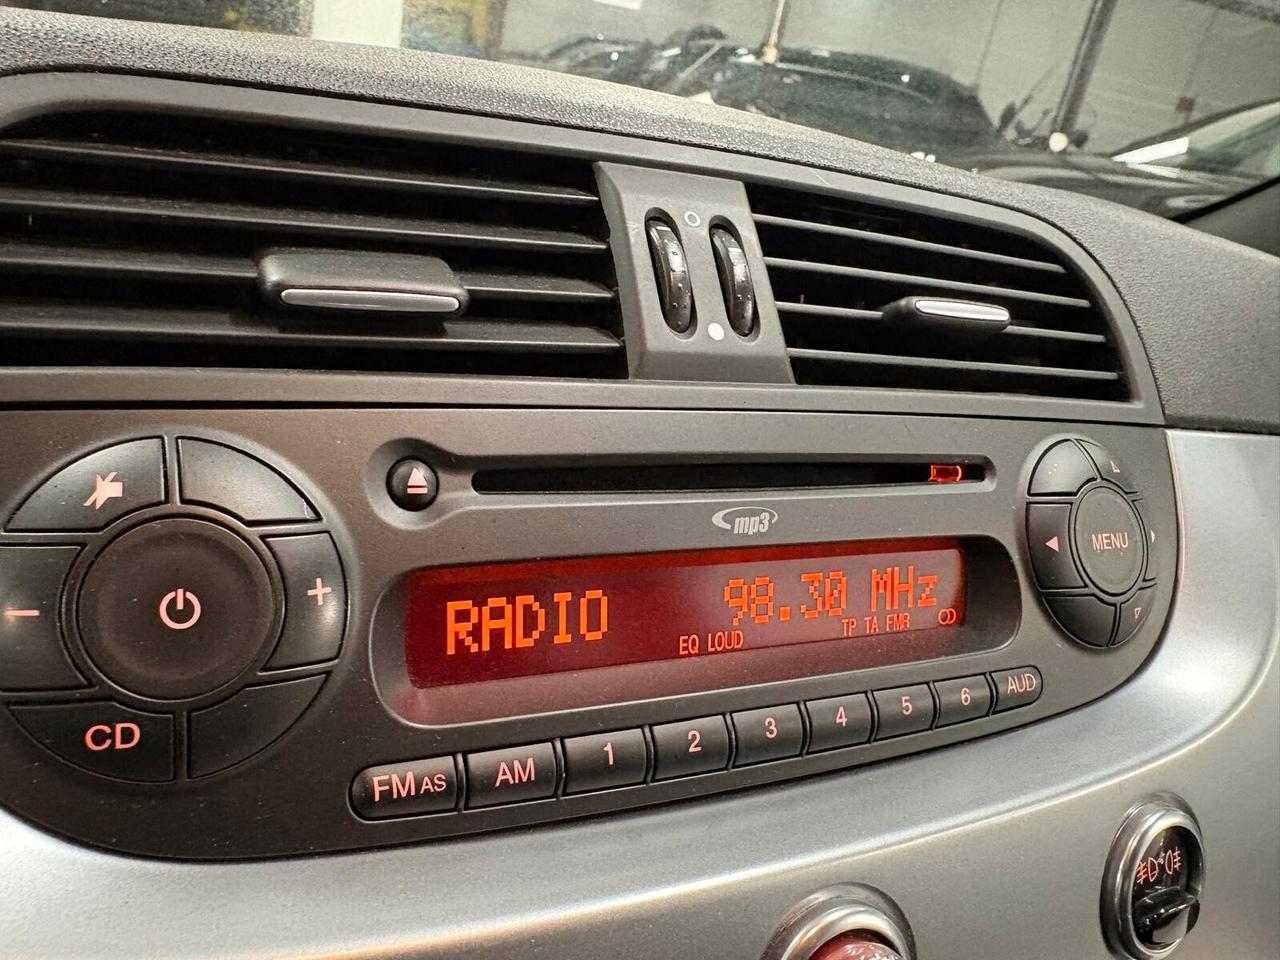 mp3
RADIO 98.30 MHz
EQ LOUD TP TA FMR
MENU
CD
FM AS AM 1 2 3 4 5 6 AUD